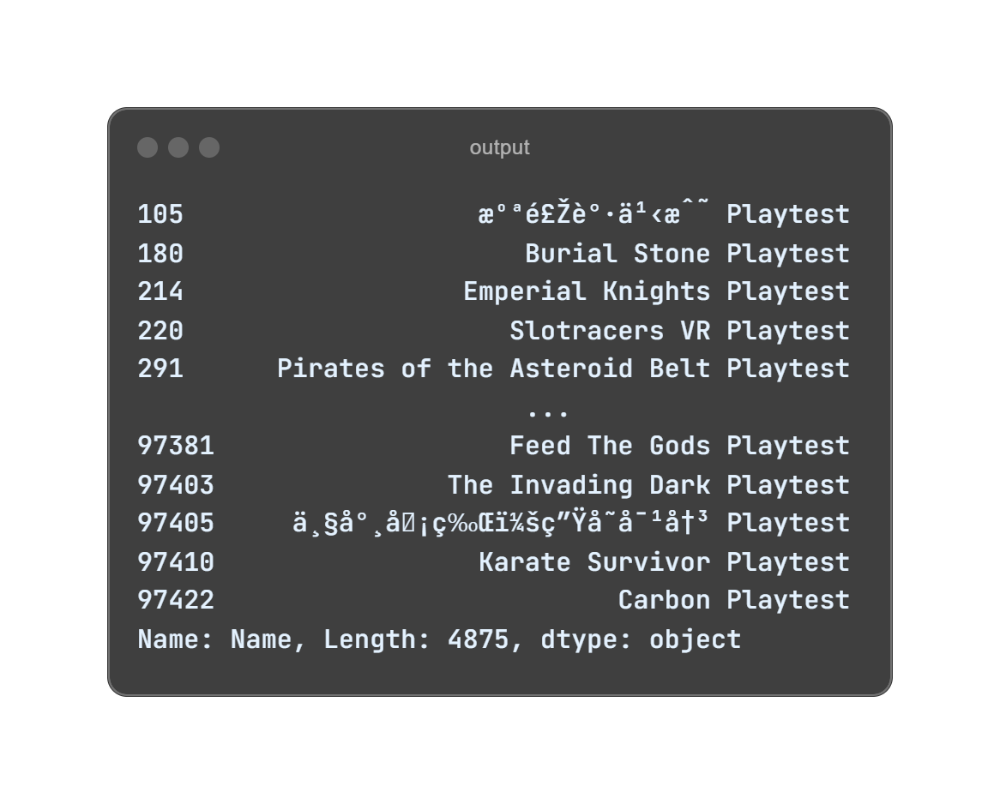 output
105 æºªé£Žè°·ä¹‹æˆ˜ Playtest
180 Burial Stone Playtest
214 Emperial Knights Playtest
220 Slotracers VR Playtest
291 Pirates of the Asteroid Belt Playtest
...
97381 Feed The Gods Playtest
97403 The Invading Dark Playtest
97405 ä¸§å°¸å¡ç‰Œï¼šç”Ÿå˜å¯¹å†³ Playtest
97410 Karate Survivor Playtest
97422 Carbon Playtest
Name: Name, Length: 4875, dtype: object